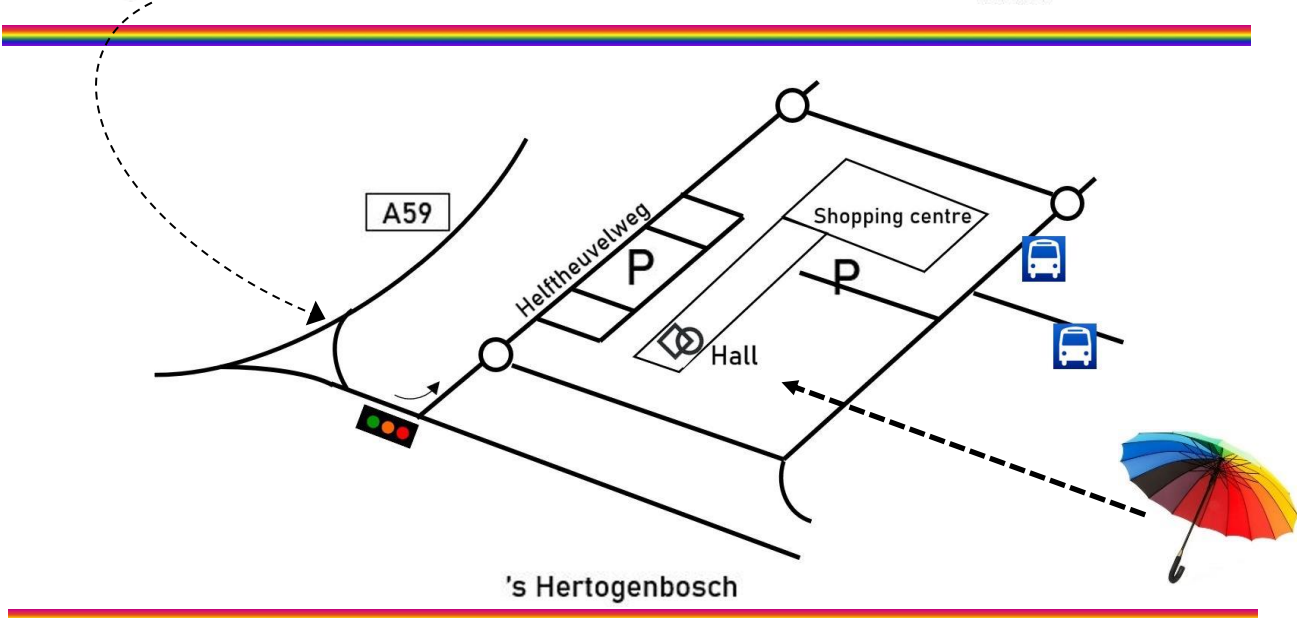 A59
Helftheuvelweg
P
Shopping centre
P
Hall
's Hertogenbosch